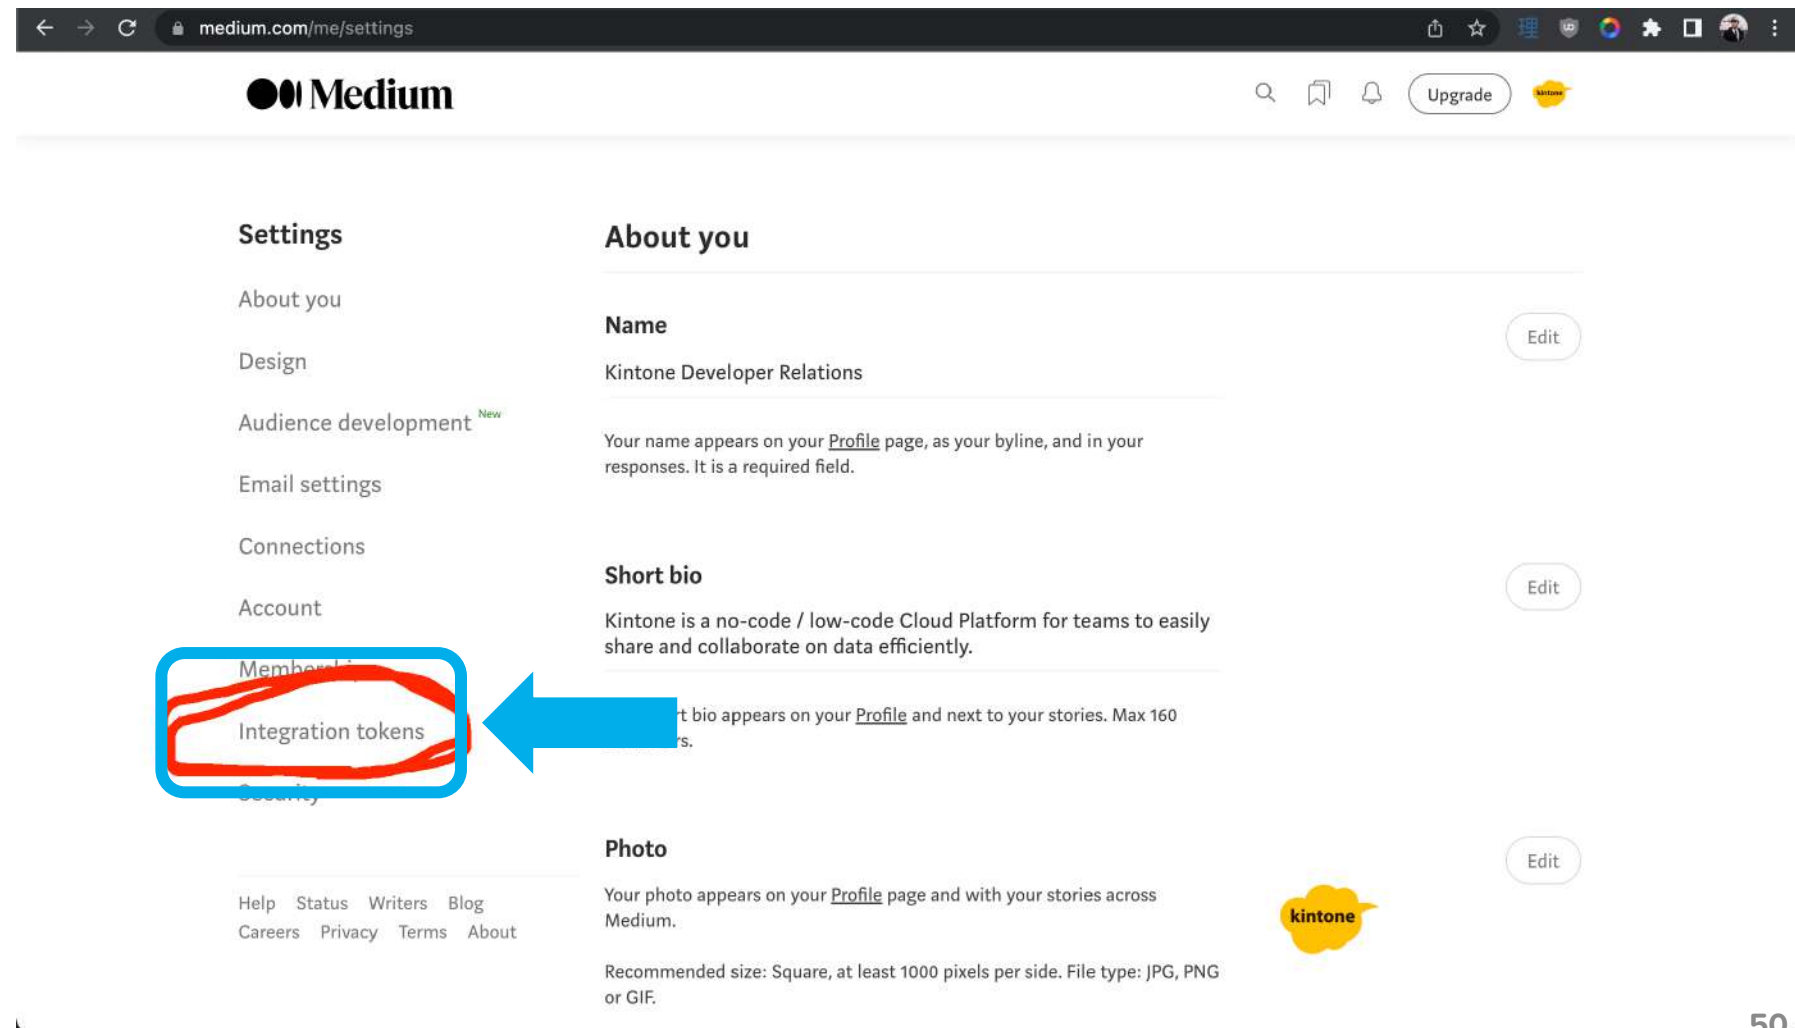 medium.com/me/settings
Medium
Upgrade
kintone
Settings
About you
Design
Audience development New
Email settings
Connections
Account
Integration tokens
Security
Help Status Writers Blog
Careers Privacy Terms About
About you
Name
Edit
Kintone Developer Relations
Your name appears on your Profile page, as your byline, and in your
responses. It is a required field.
Short bio
Edit
Kintone is a no-code / low-code Cloud Platform for teams to easily
share and collaborate on data efficiently.
bio appears on your Profile and next to your stories. Max 160
Photo
Edit
Your photo appears on your Profile page and with your stories across
Medium.
kintone
Recommended size: Square, at least 1000 pixels per side. File type: JPG, PNG
or GIF.
50